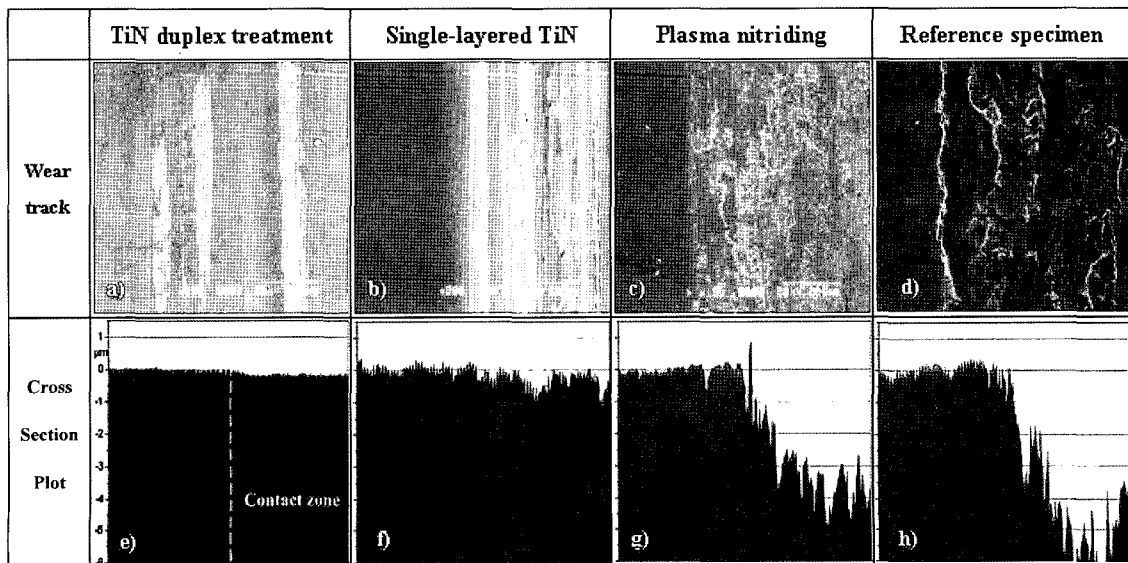 TiN duplex treatment
Single-layered TiN
Plasma nitriding
Reference specimen
Wear
track
a)
b)
c)
d)
Cross
Section
Plot
1
µm
0
-1
-2
-3
-4
-5
Contact zone
e)
f)
g)
h)